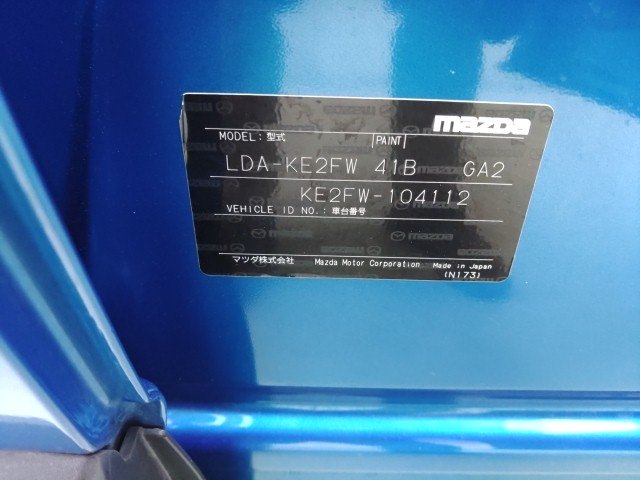 mazda
MODEL: 型式 PAINT
LDA-KE2FW 41B GA2
KE2FW-104112
VEHICLE ID NO.: 車台番号
マツダ株式会社 Mazda Motor Corporation Made in Japan
(N173)